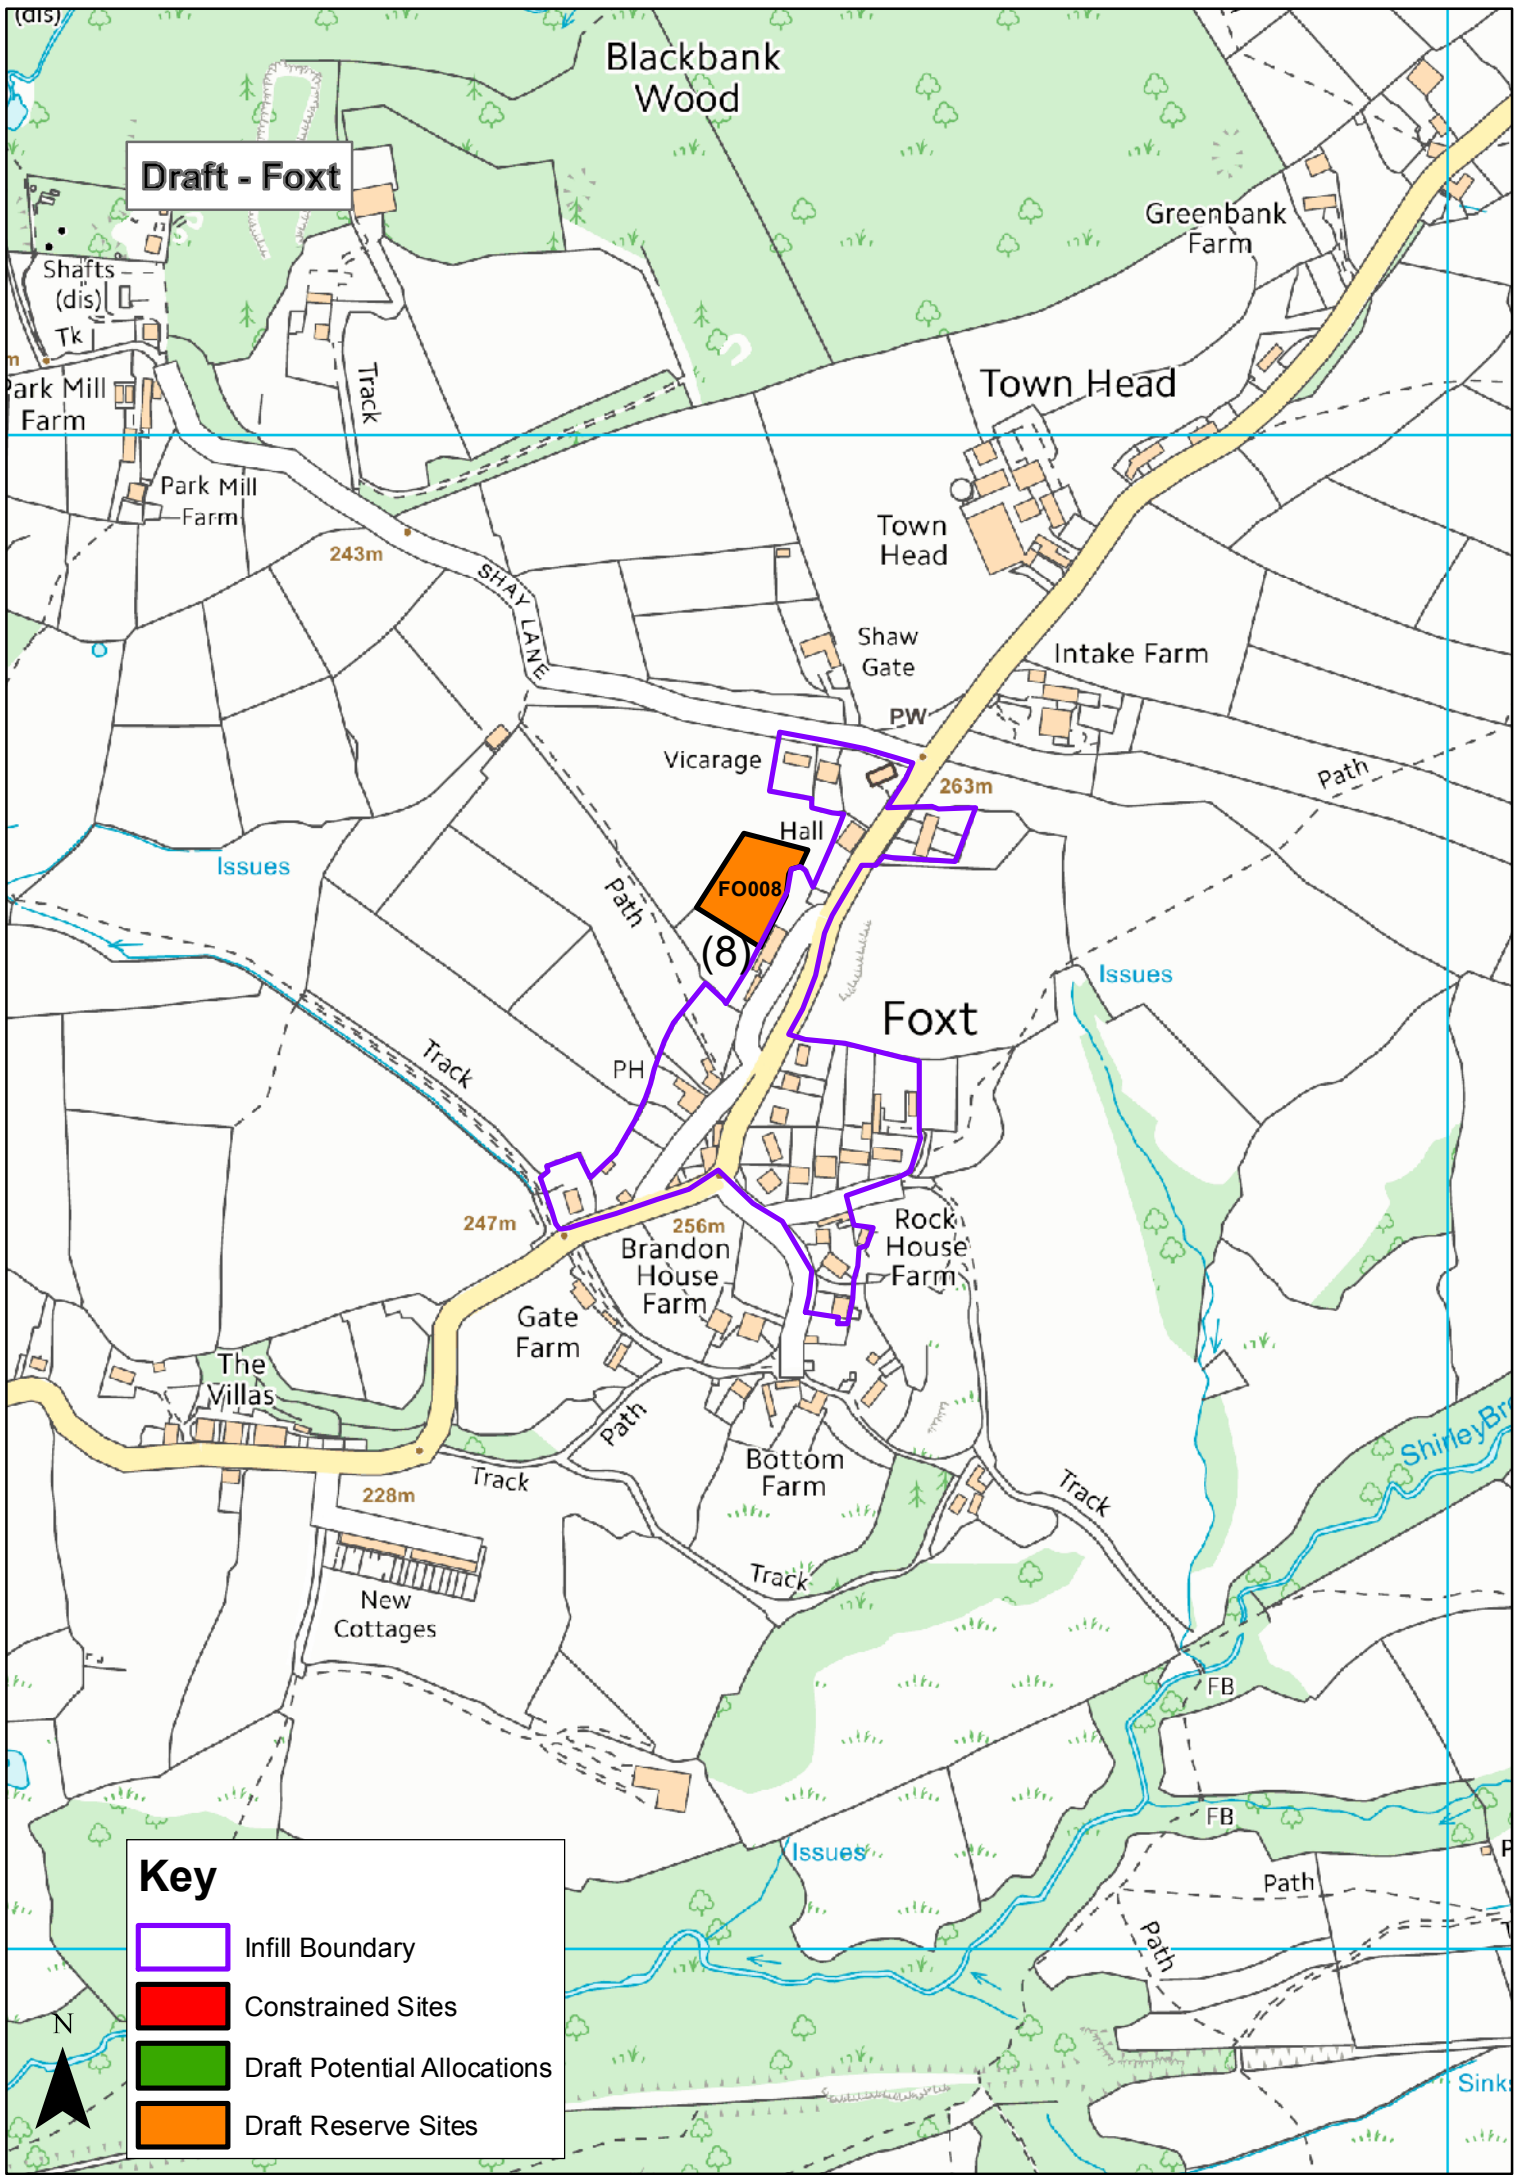 (dis)
Blackbank
Wood
Draft - Foxt
Greenbank
Farm
Shafts
(dis)
Tk
m
Park Mill
Farm
Track
Town Head
Park Mill
Farm
243m
Town
Head
SHAY LANE
Shaw
Gate
Intake Farm
PW
Vicarage
263m
Path
Hall
Issues
FO008
Path
(8)
Issues
Foxt
Track
PH
247m
256m
Rock
House
Farm
Brandon
House
Farm
Gate
Farm
The
Villas
Path
Bottom
Farm
Shirley Br
Track
228m
Track
Track
New
Cottages
FB
FB
Issues
Path
P
Path
Key
Infill Boundary
Constrained Sites
Draft Potential Allocations
Draft Reserve Sites
N
Sinks